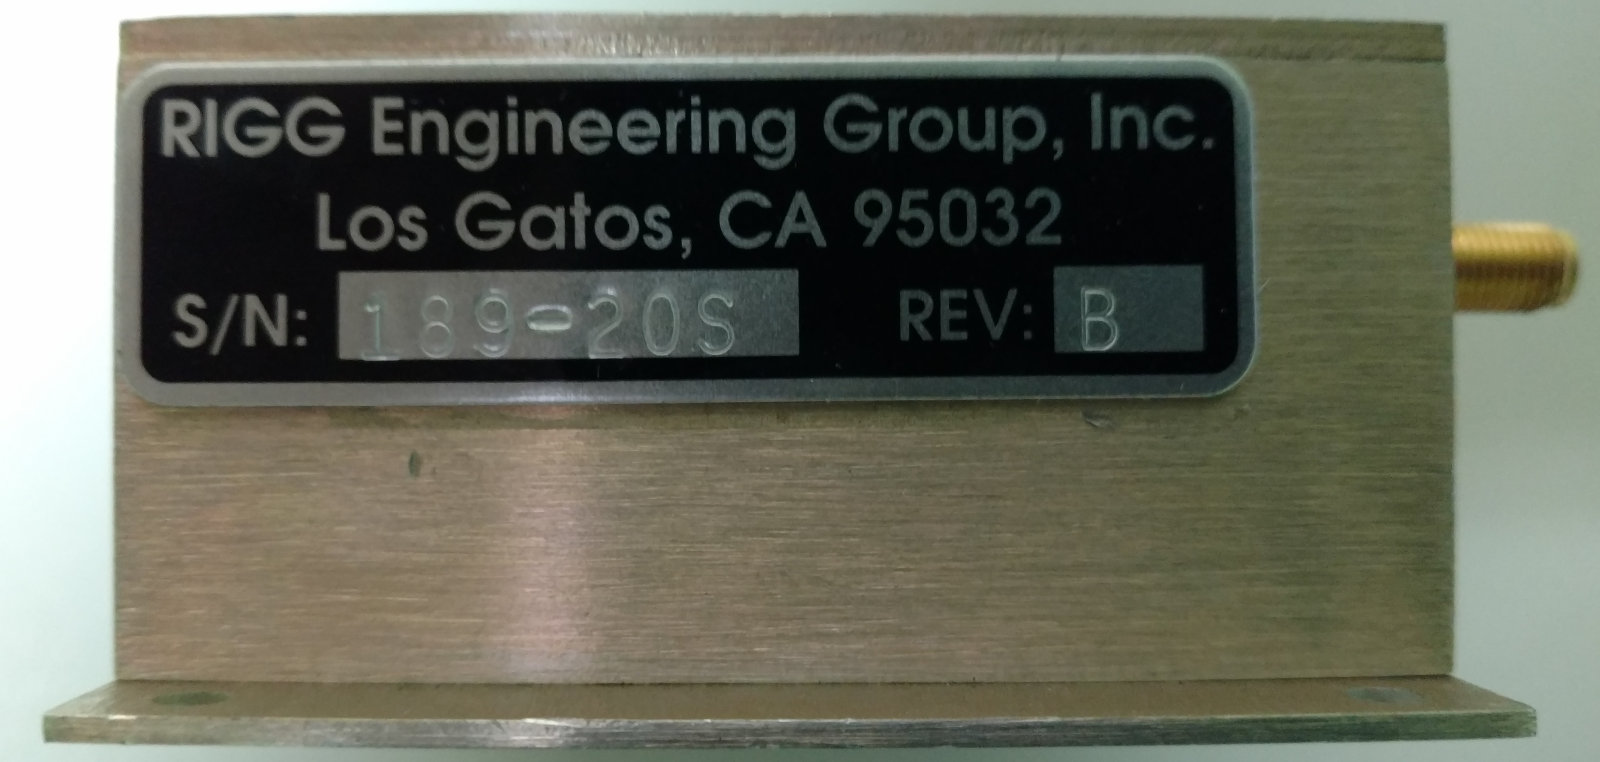 RIGG Engineering Group, Inc.
Los Gatos, CA 95032
S/N: 189-20S REV: B